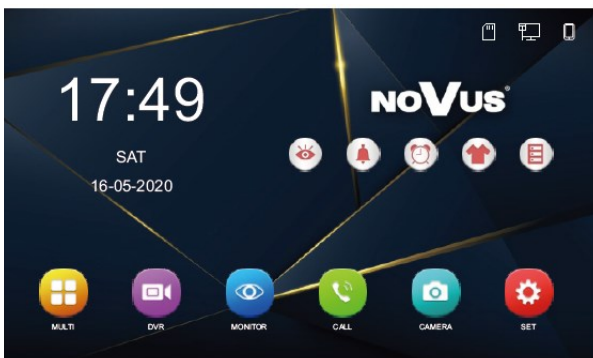 17:49
NOVUS®
SAT
16-05-2020
MULTI
DVR
MONITOR
CALL
CAMERA
SET